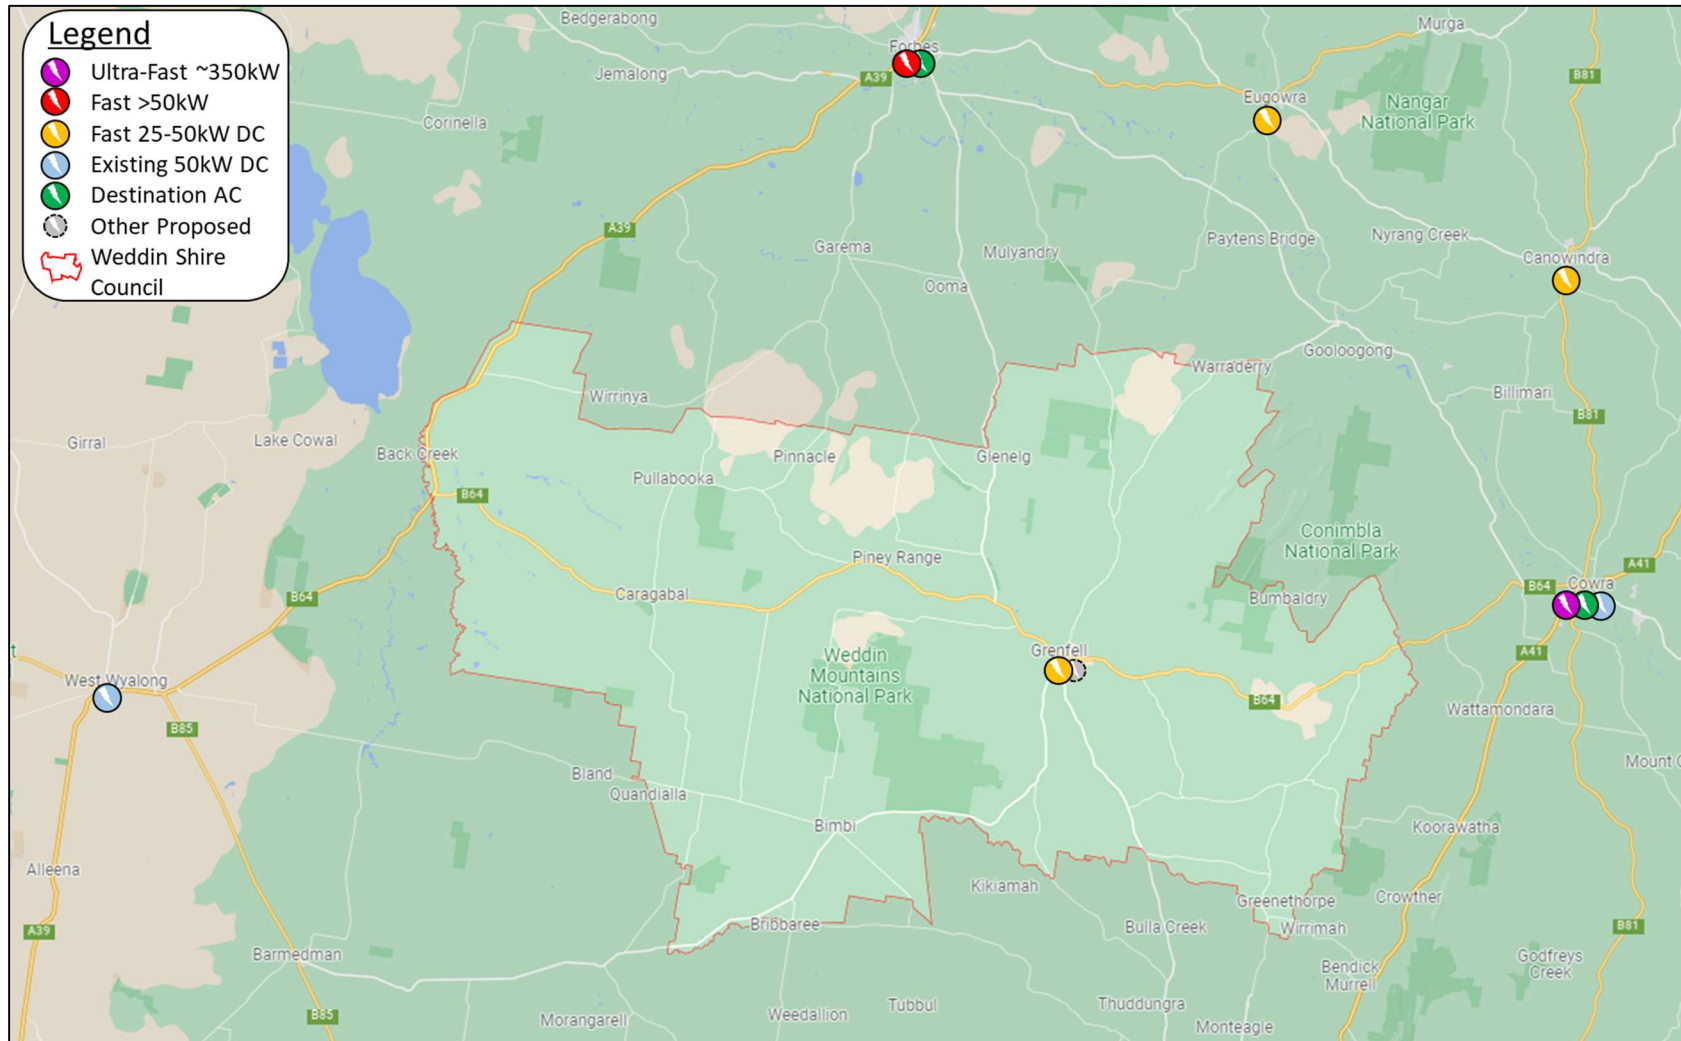 Legend
Ultra-Fast ~350kW
Fast >50kW
Fast 25-50kW DC
Existing 50kW DC
Destination AC
Other Proposed
Weddin Shire
Council
Bedgerabong
Forbes
Murga
Jemalong
A39
B81
Eugowra
Nangar
National Park
Corinella
A39
Garema
Mulyandry
Paytens Bridge
Nyrang Creek
Canowindra
Ooma
Gooloogong
Warraderry
Wirrinya
Billimari
B81
Girral
Lake Cowal
Back Creek
Pinnacle
Glenelg
Pullabooka
B64
Conimbla
National Park
Piney Range
A41
Cowra
B64
Caragabal
Bumbaldry
B64
t
Grenfell
A41
Weddin
Mountains
National Park
West Wyalong
B64
Wattamondara
B85
Mount C
Bland
Quandialla
Bimbi
Koorawatha
Alleena
Kikiamah
Crowther
Greenethorpe
Bribbaree
Bulla Creek
Wirrimah
B81
A39
Barmedman
Godfreys
Creek
Bendick
Murrell
Tubbul
Thuddungra
Weedallion
B85
Morangarell
Monteagle